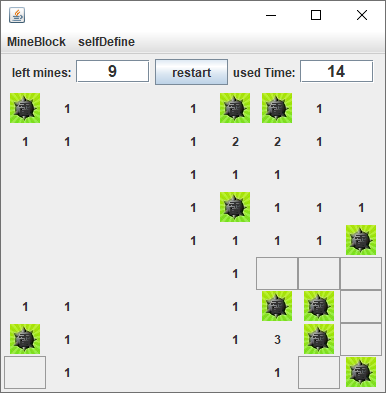 MineBlock selfDefine
left mines: 9 restart used Time: 14
1 1 1
1 1 1 2 2 1
1 1 1
1 1 1 1
1 1 1 1
1
1 1 1
1 1 3
1 1